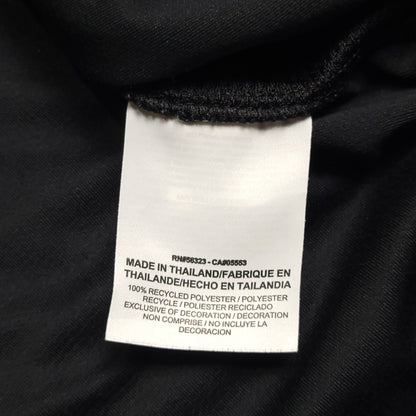 RN#56323 - CA#05553
MADE IN THAILAND/FABRIQUE EN
THAILANDE/HECHO EN TAILANDIA
100% RECYCLED POLYESTER / POLYESTER
RECYCLE / POLIESTER RECICLADO
EXCLUSIVE OF DECORATION / DECORATION
NON COMPRISE / NO INCLUYE LA
DECORACION